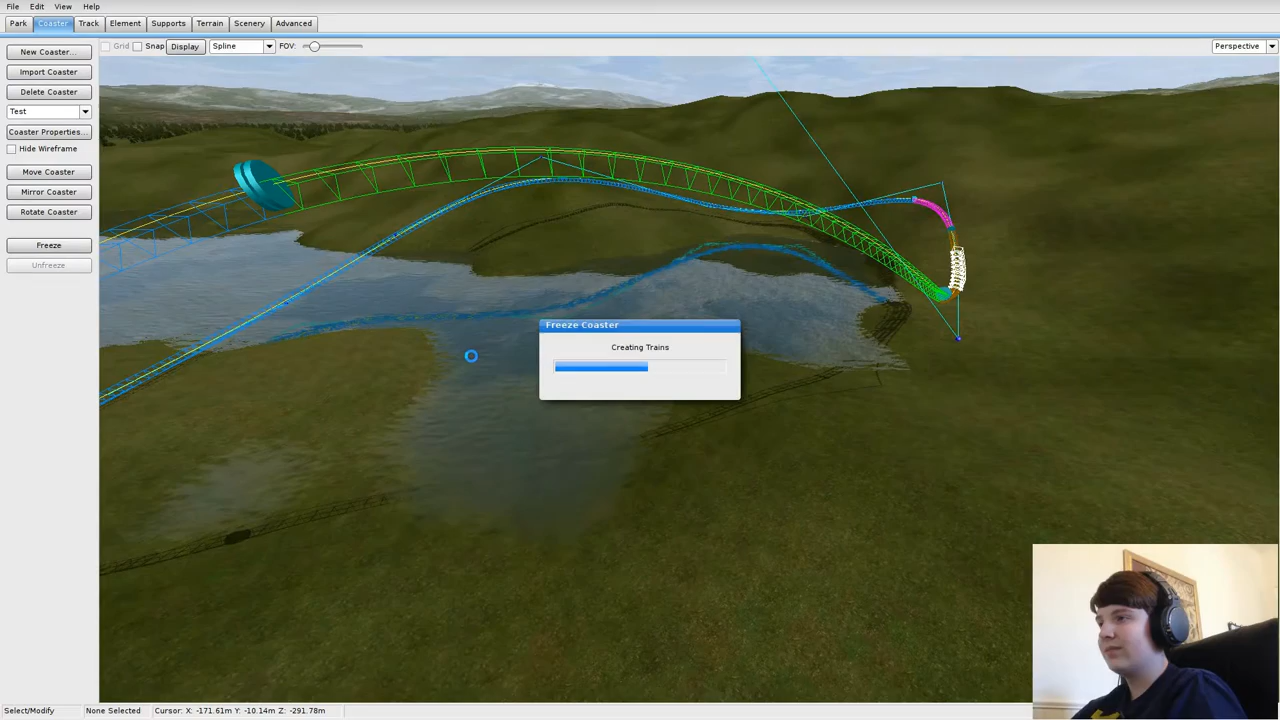 File Edit View Help
Park Coaster Track Element Supports Terrain Scenery Advanced
Grid Snap Display Spline FOV: Perspective
New Coaster...
Import Coaster
Delete Coaster
Test
Coaster Properties...
Hide Wireframe
Move Coaster
Mirror Coaster
Rotate Coaster
Freeze
Unfreeze
Freeze Coaster
Creating Trains
Select/Modify None Selected Cursor: X: -171.61m Y: -10.14m Z: -291.78m